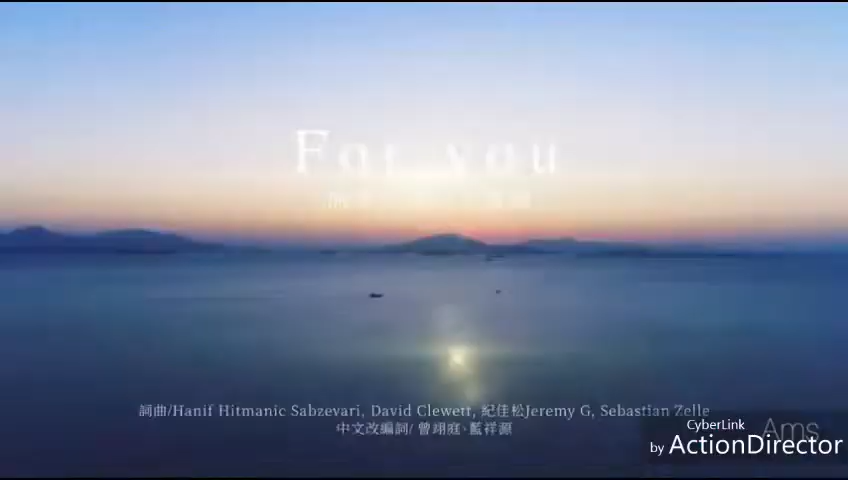 For you
詞曲/Hanif Hitmanic Sabzevari, David Clewett, 紀佳松Jeremy G, Sebastian Zelle
中文改編詞/ 曾翊庭、藍祥源
Ams
CyberLink
by ActionDirector